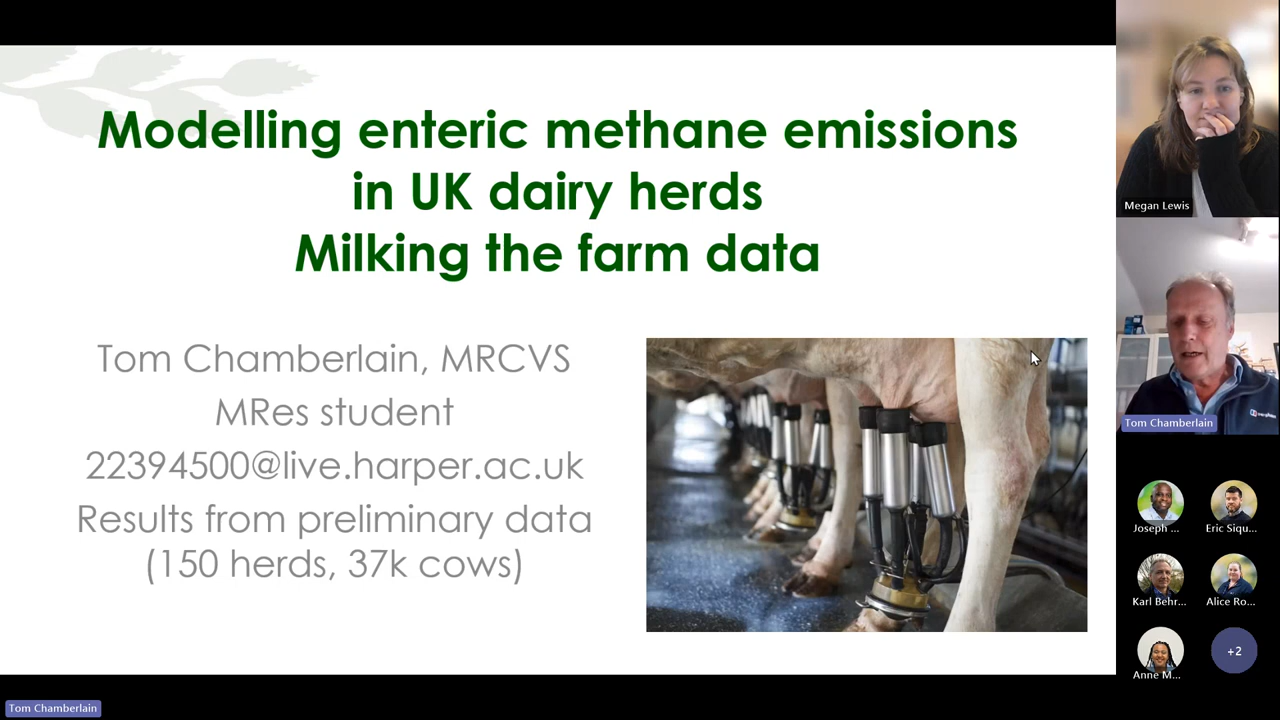 Modelling enteric methane emissions
in UK dairy herds
Milking the farm data
Tom Chamberlain, MRCVS
MRes student
22394500@live.harper.ac.uk
Results from preliminary data
(150 herds, 37k cows)
Megan Lewis
Tom Chamberlain
Joseph ...
Eric Siqu...
Karl Behr...
Alice Ro...
Anne M...
+2
Tom Chamberlain